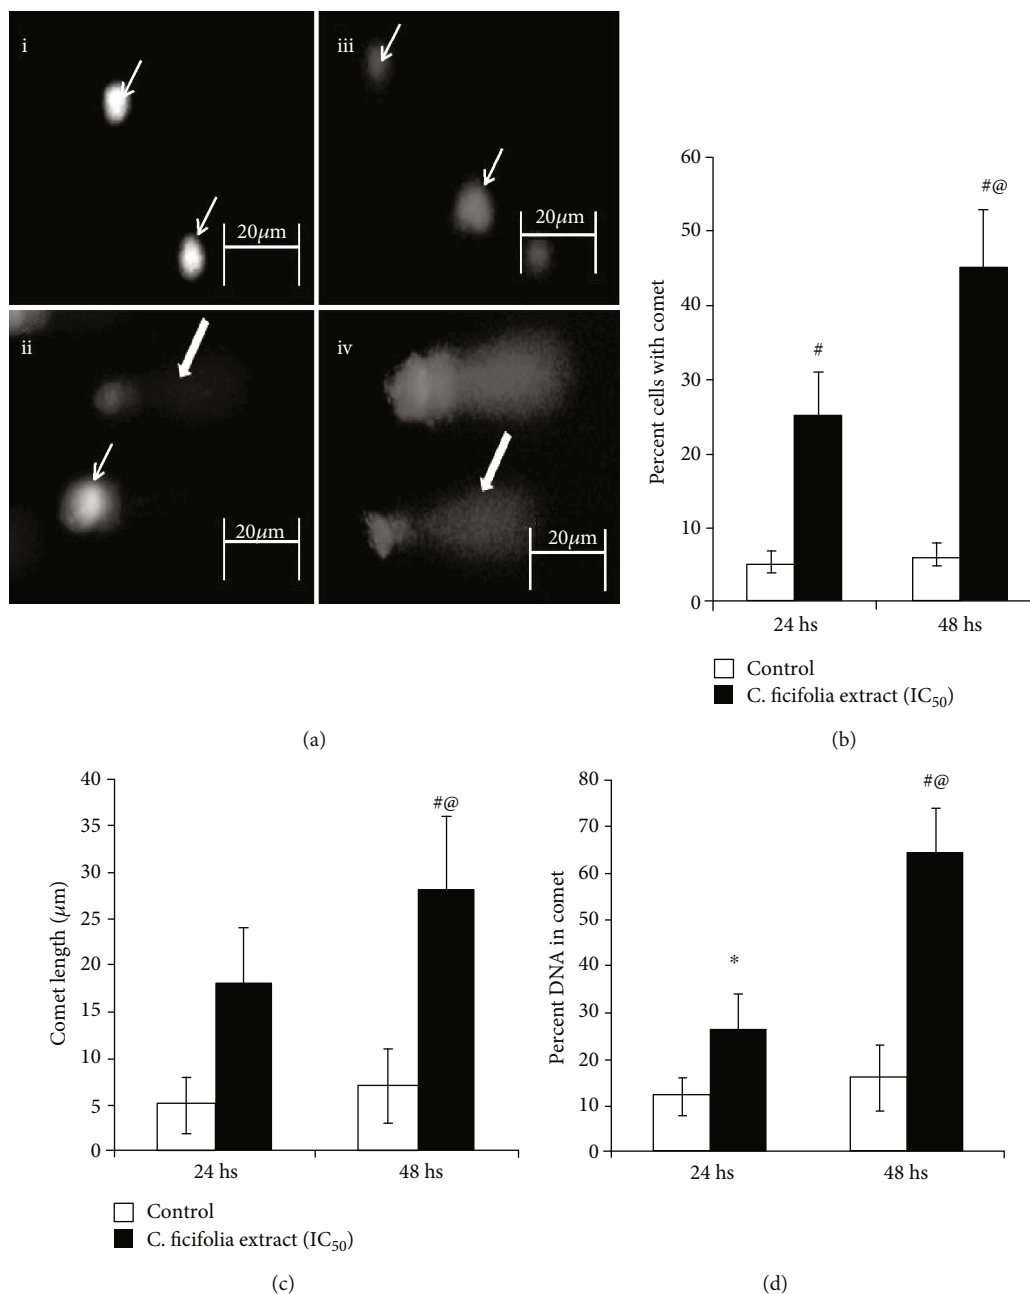 i
iii
20μm
20μm
ii
iv
20μm
20μm
(a)
60
50
40
30
20
10
0
Percent cells with comet
#
#@
24 hs
48 hs
Control
C. ficifolia extract (IC50)
(b)
40
35
30
25
20
15
10
5
0
Comet length (μm)
#@
24 hs
48 hs
Control
C. ficifolia extract (IC50)
(c)
80
70
60
50
40
30
20
10
0
Percent DNA in comet
*
#@
24 hs
48 hs
(d)